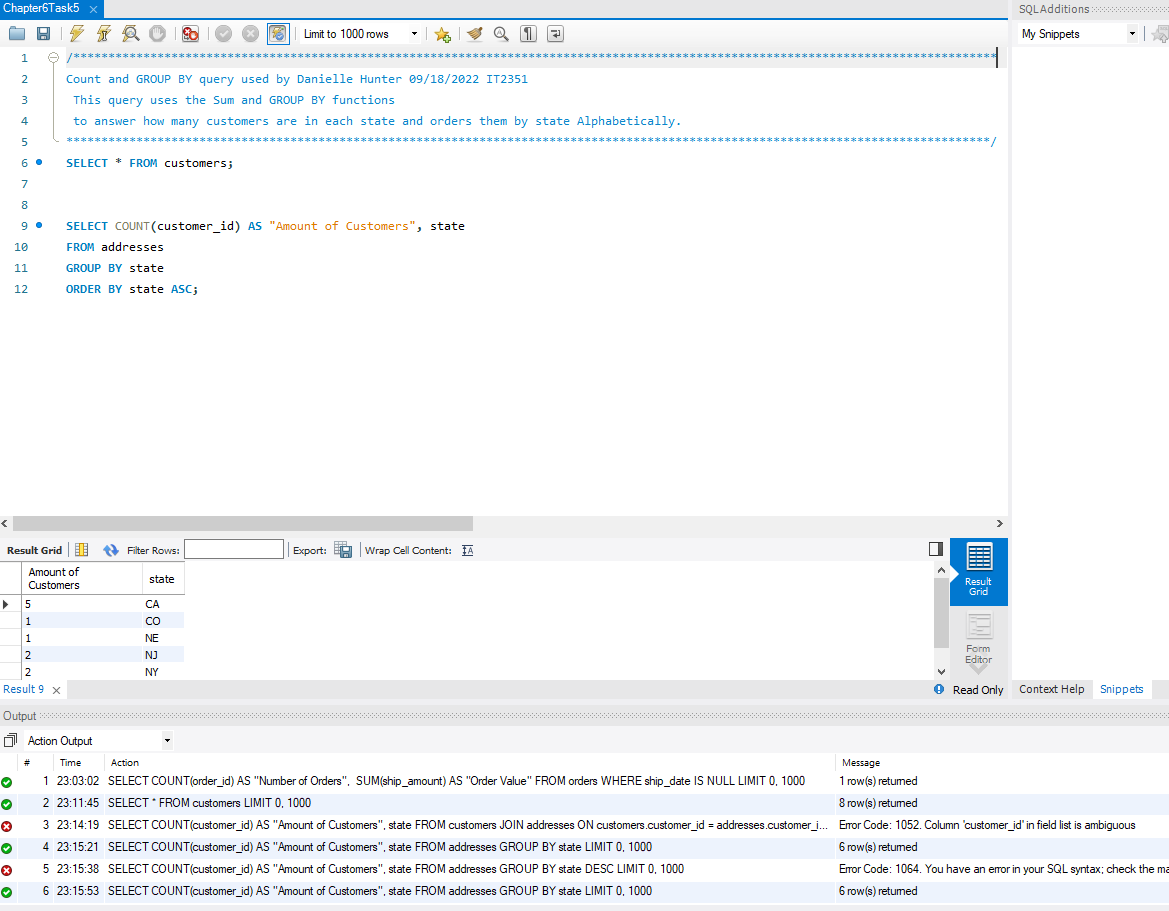 Chapter6Task5
SQLAdditions
Limit to 1000 rows
My Snippets
1 /************************************************************************************************************************************
2 Count and GROUP BY query used by Danielle Hunter 09/18/2022 IT2351
3 This query uses the Sum and GROUP BY functions
4 to answer how many customers are in each state and orders them by state Alphabetically.
5 ************************************************************************************************************************************/
6 SELECT * FROM customers;
7
8
9 SELECT COUNT(customer_id) AS "Amount of Customers", state
10 FROM addresses
11 GROUP BY state
12 ORDER BY state ASC;
Result Grid Filter Rows: Export: Wrap Cell Content:
Amount of Customers state
5 CA
1 CO
1 NE
2 NJ
2 NY
Result Grid
Form Editor
Result 9
Read Only
Context Help Snippets
Output
Action Output
# Time Action Message
1 23:03:02 SELECT COUNT(order_id) AS "Number of Orders", SUM(ship_amount) AS "Order Value" FROM orders WHERE ship_date IS NULL LIMIT 0, 1000 1 row(s) returned
2 23:11:45 SELECT * FROM customers LIMIT 0, 1000 8 row(s) returned
3 23:14:19 SELECT COUNT(customer_id) AS "Amount of Customers", state FROM customers JOIN addresses ON customers.customer_id = addresses.customer_i... Error Code: 1052. Column 'customer_id' in field list is ambiguous
4 23:15:21 SELECT COUNT(customer_id) AS "Amount of Customers", state FROM addresses GROUP BY state LIMIT 0, 1000 6 row(s) returned
5 23:15:38 SELECT COUNT(customer_id) AS "Amount of Customers", state FROM addresses GROUP BY state DESC LIMIT 0, 1000 Error Code: 1064. You have an error in your SQL syntax; check the ma
6 23:15:53 SELECT COUNT(customer_id) AS "Amount of Customers", state FROM addresses GROUP BY state LIMIT 0, 1000 6 row(s) returned